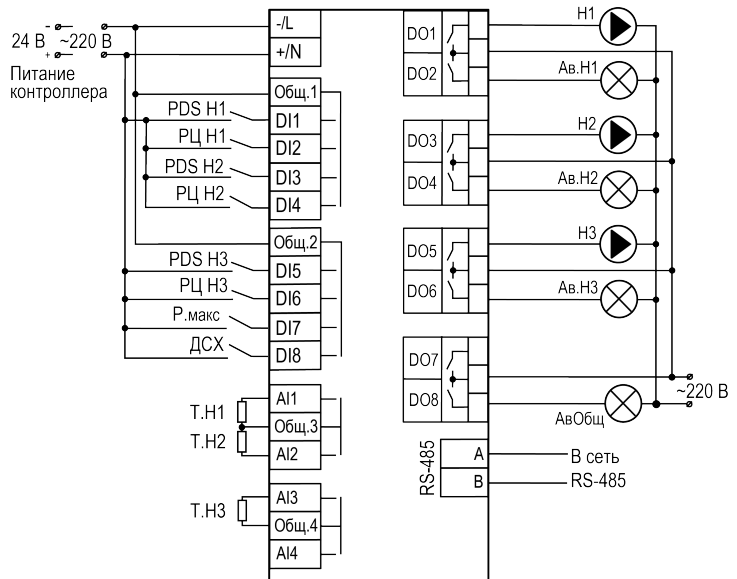 - -/L
24 В ~220 В
+ +/N
Питание
контроллера
Общ.1
PDS Н1 DI1
РЦ Н1 DI2
PDS Н2 DI3
РЦ Н2 DI4
Общ.2
PDS Н3 DI5
РЦ Н3 DI6
Р.макс DI7
ДСХ DI8
Т.Н1 AI1
Общ.3
Т.Н2 AI2
Т.Н3 AI3
Общ.4
AI4
DO1 Н1
DO2 Ав.Н1
DO3 Н2
DO4 Ав.Н2
DO5 Н3
DO6 Ав.Н3
DO7
~220 В
DO8 АвОбщ
RS-485
A В сеть
B RS-485